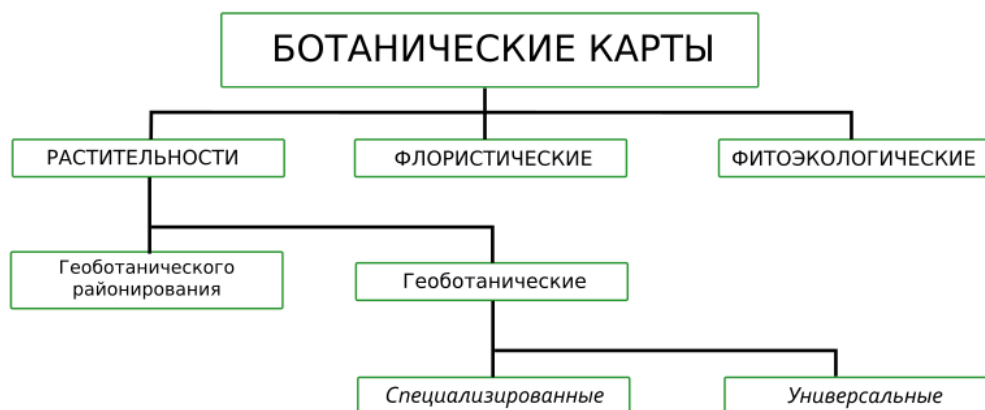 БОТАНИЧЕСКИЕ КАРТЫ
РАСТИТЕЛЬНОСТИ
ФЛОРИСТИЧЕСКИЕ
ФИТОЭКОЛОГИЧЕСКИЕ
Геоботанического
районирования
Геоботанические
Специализированные
Универсальные